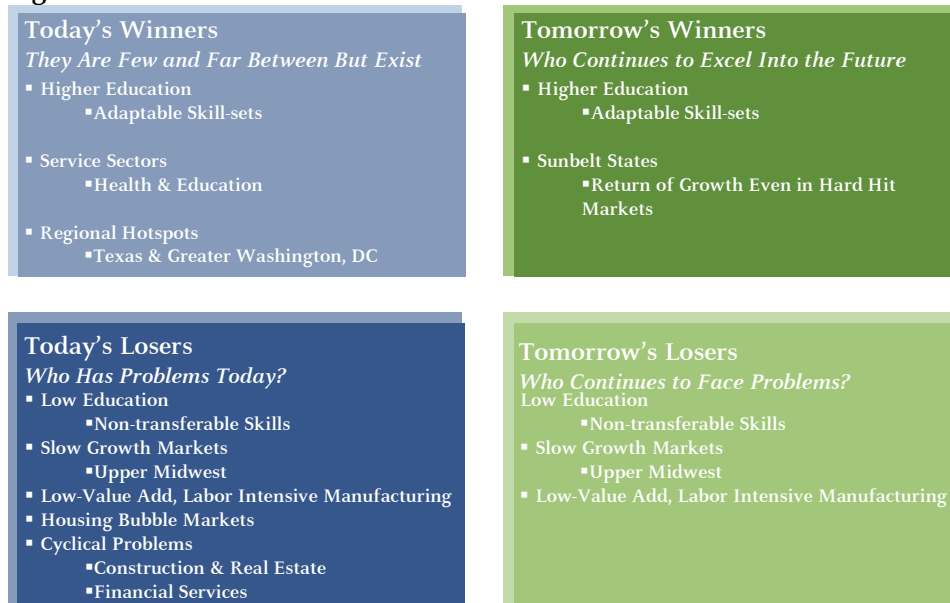 Today's Winners
They Are Few and Far Between But Exist
▪ Higher Education
▪Adaptable Skill-sets
▪ Service Sectors
▪Health & Education
▪ Regional Hotspots
▪Texas & Greater Washington, DC
Tomorrow's Winners
Who Continues to Excel Into the Future
▪ Higher Education
▪Adaptable Skill-sets
▪ Sunbelt States
▪Return of Growth Even in Hard Hit
Markets
Today's Losers
Who Has Problems Today?
▪ Low Education
▪Non-transferable Skills
▪ Slow Growth Markets
▪Upper Midwest
▪ Low-Value Add, Labor Intensive Manufacturing
▪ Housing Bubble Markets
▪ Cyclical Problems
▪Construction & Real Estate
▪Financial Services
Tomorrow's Losers
Who Continues to Face Problems?
Low Education
▪Non-transferable Skills
▪ Slow Growth Markets
▪Upper Midwest
▪ Low-Value Add, Labor Intensive Manufacturing